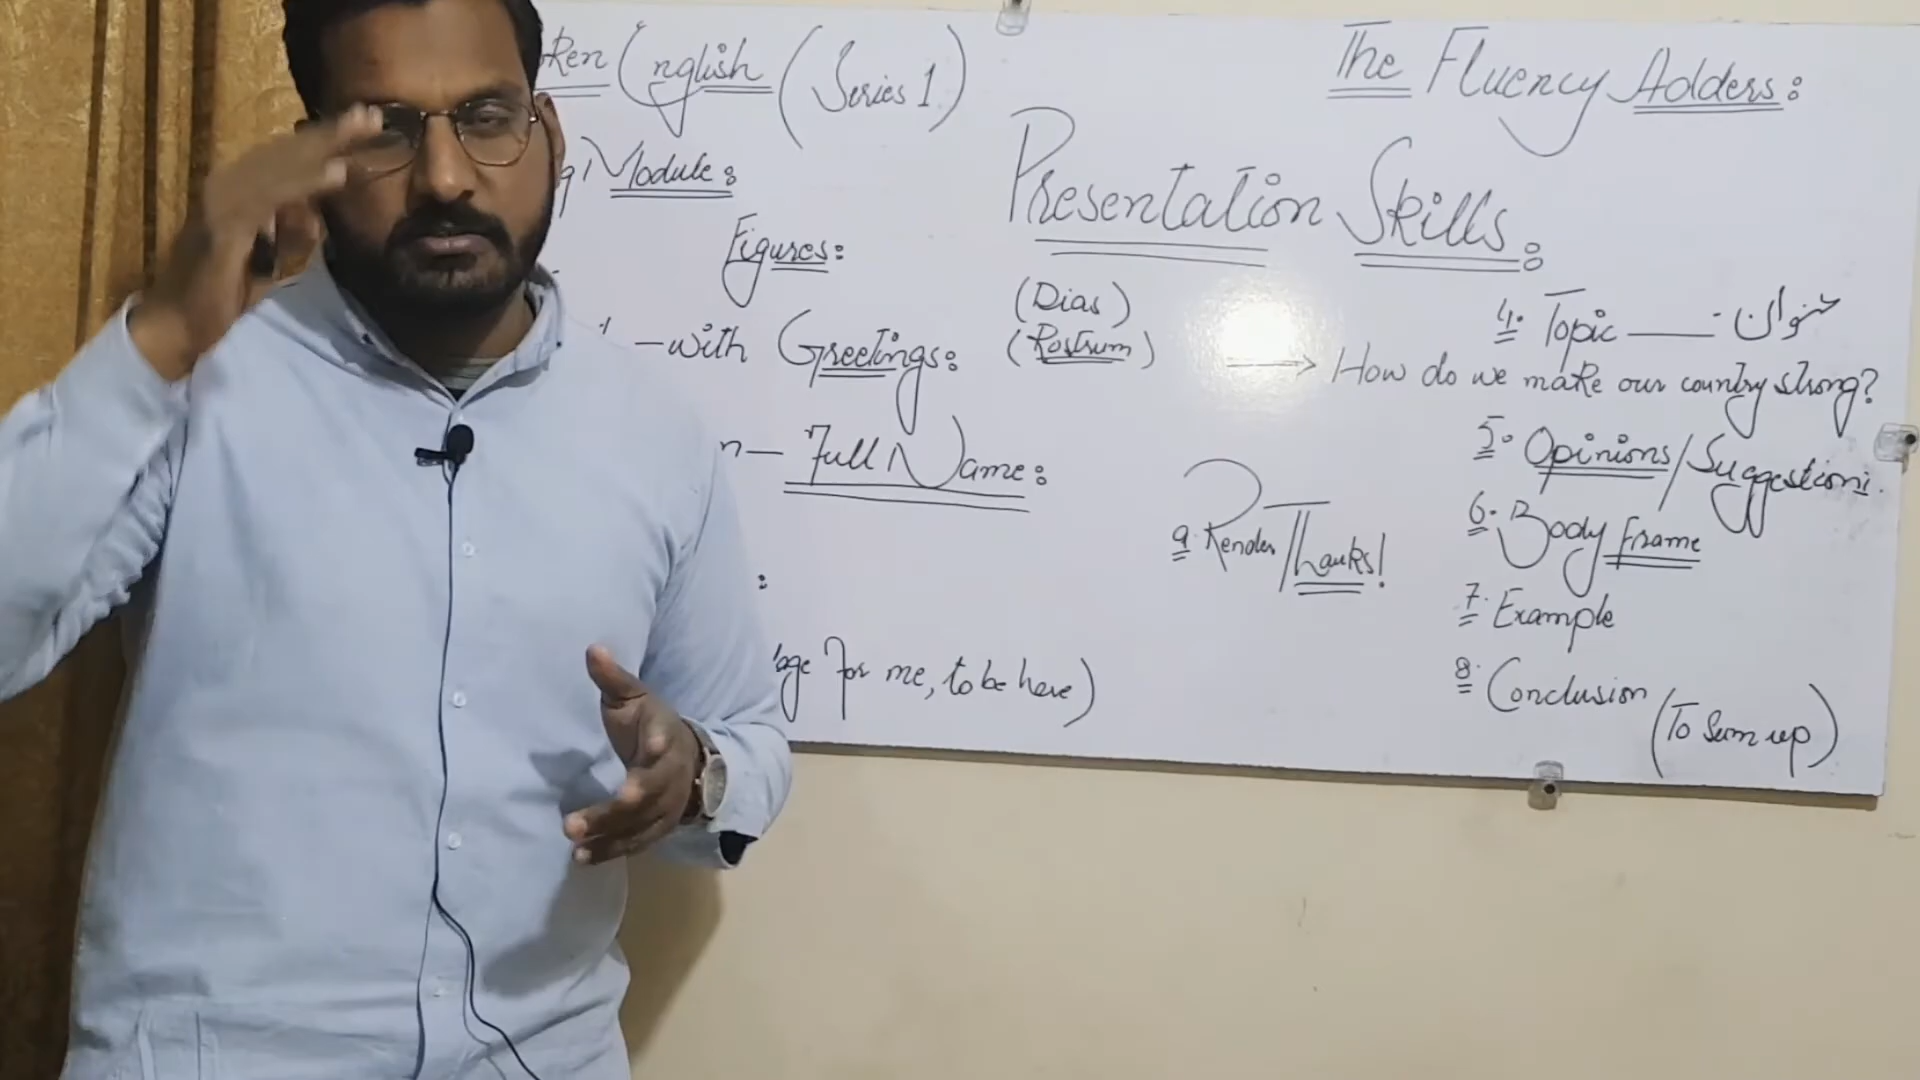 English (Series 1)
The Fluency Adders:
Module:
Presentation Skills:
Figures:
(Dias)
(Rostrum)
–with Greetings:
Full Name:
for me, to be here)
4. Topic —— عنوان
→ How do we make our country strong?
5. Opinions/Suggestions.
6. Body Frame
7. Example
8. Conclusion
(To Sum up)
9. Render Thanks!